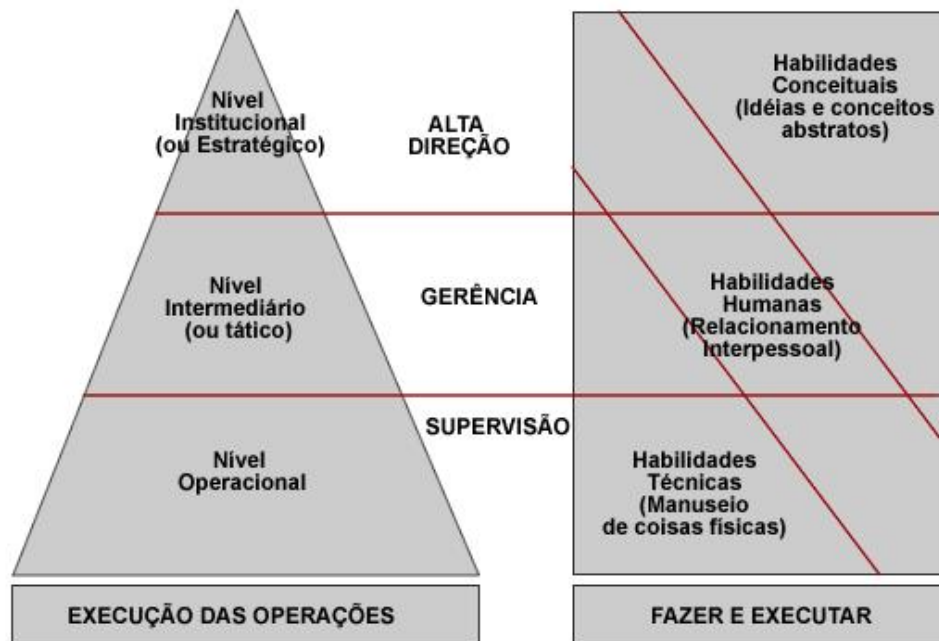 Nível
Institucional
(ou Estratégico)
ALTA
DIREÇÃO
Habilidades
Conceituais
(Idéias e conceitos
abstratos)
Nível
Intermediário
(ou tático)
GERÊNCIA
Habilidades
Humanas
(Relacionamento
Interpessoal)
SUPERVISÃO
Nível
Operacional
Habilidades
Técnicas
(Manuseio
de coisas físicas)
EXECUÇÃO DAS OPERAÇÕES
FAZER E EXECUTAR